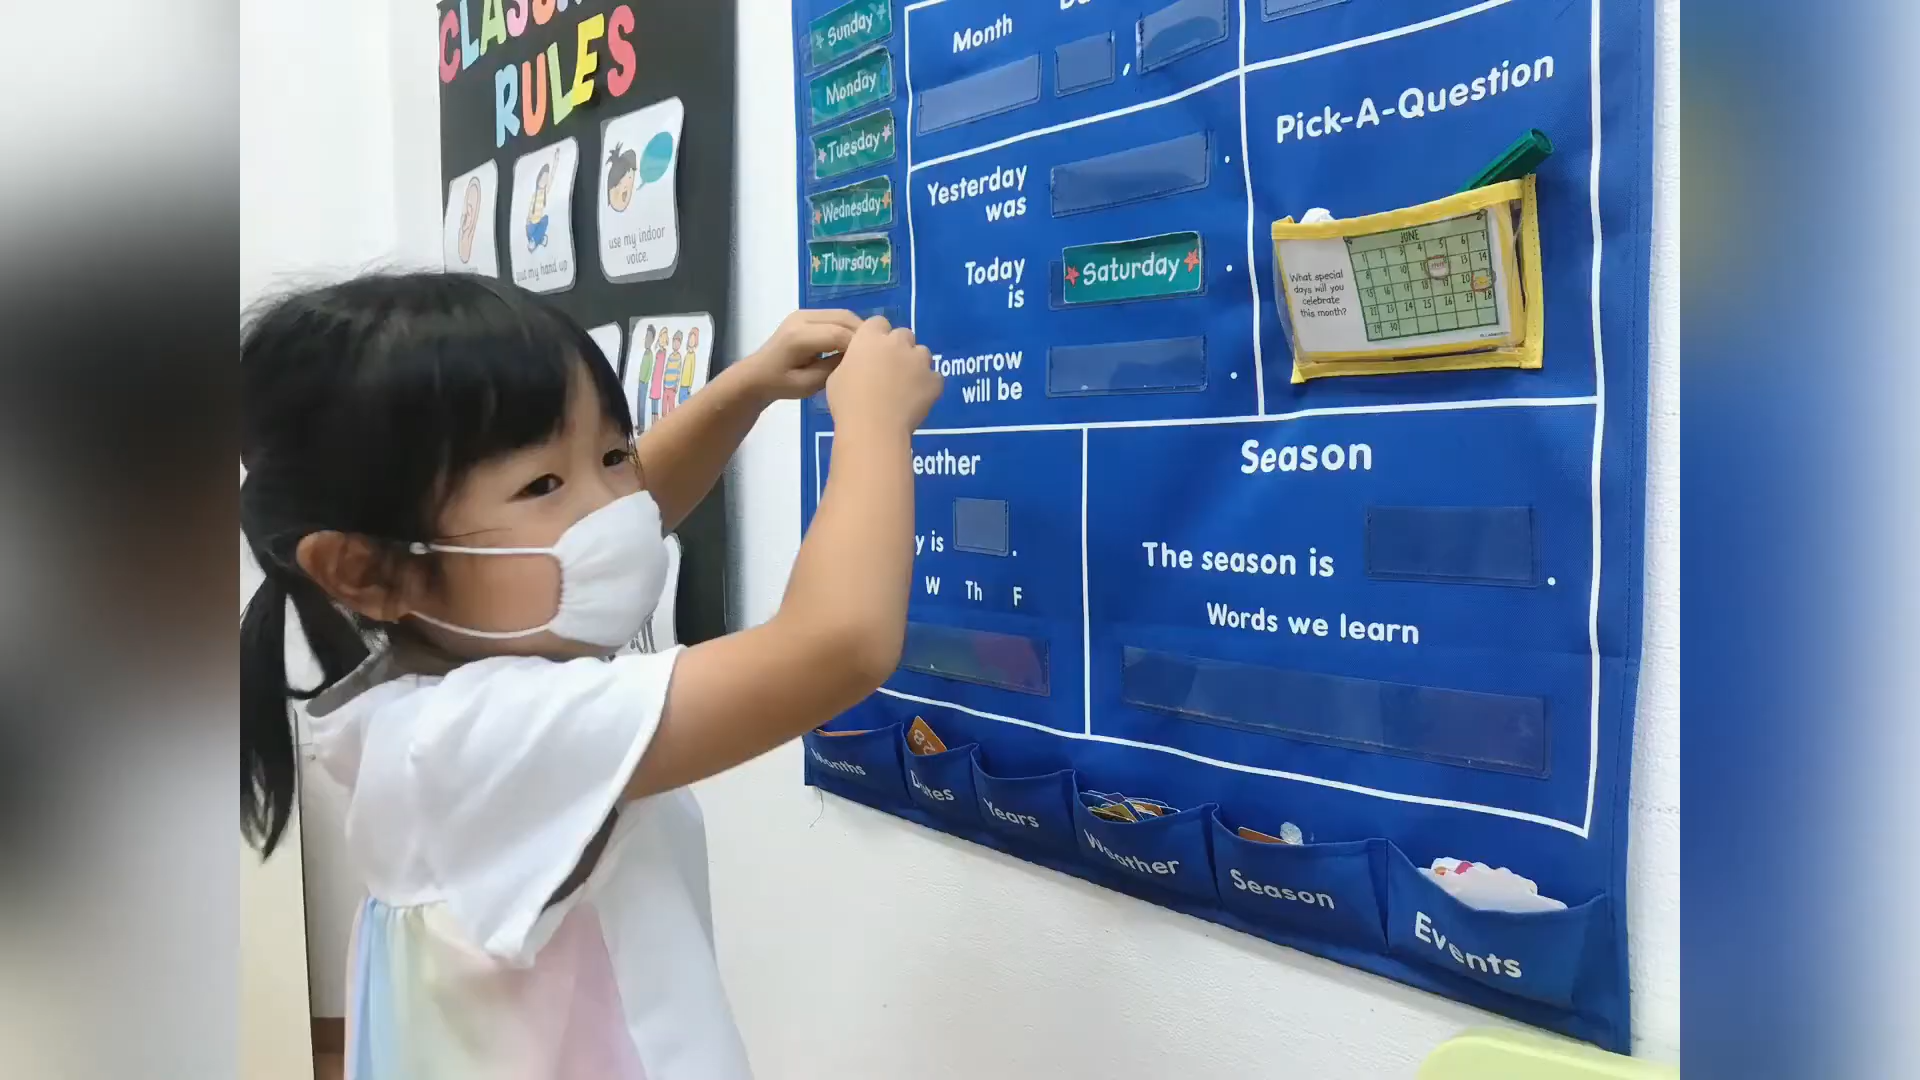 CLASS
RULES
put my hand up
use my indoor
voice.
Sunday
Monday
Tuesday
Wednesday
Thursday
Month
,
Yesterday
was
.
Today
is
Saturday
.
Tomorrow
will be
.
Pick-A-Question
What special
days will you
celebrate
this month?
JUNE
eather
y is
.
W Th F
Season
The season is
.
Words we learn
Months
Dates
Years
Weather
Season
Events